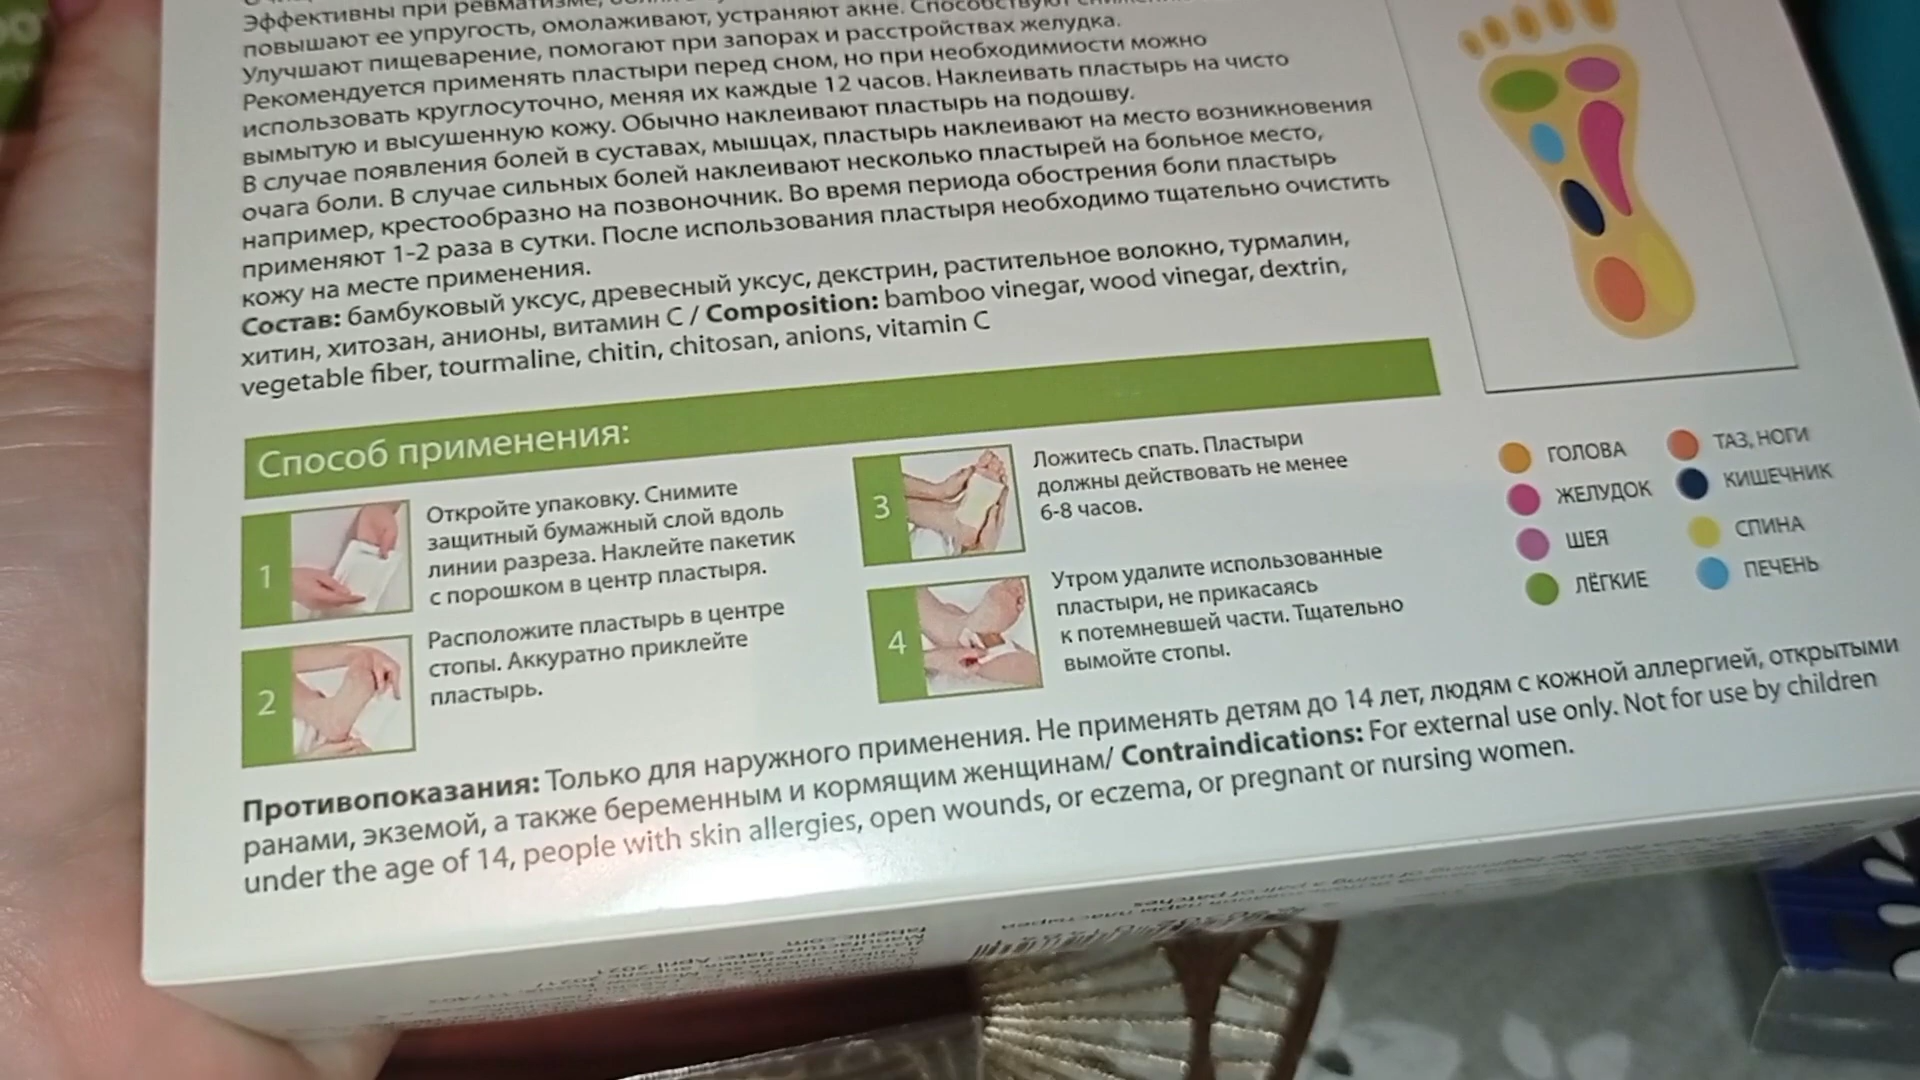 Эффективны при ревматизме,
повышают ее упругость, омолаживают, устраняют акне. Способствуют
Улучшают пищеварение, помогают при запорах и расстройствах желудка.
Рекомендуется применять пластыри перед сном, но при необходимиости можно
использовать круглосуточно, меняя их каждые 12 часов. Наклеивать пластырь на чисто
вымытую и высушенную кожу. Обычно наклеивают пластырь на подошву.
В случае появления болей в суставах, мышцах, пластырь наклеивают на место возникновения
очага боли. В случае сильных болей наклеивают несколько пластырей на больное место,
например, крестообразно на позвоночник. Во время периода обострения боли пластырь
применяют 1-2 раза в сутки. После использования пластыря необходимо тщательно очистить
кожу на месте применения.
Состав: бамбуковый уксус, древесный уксус, декстрин, растительное волокно, турмалин,
хитин, хитозан, анионы, витамин С / Composition: bamboo vinegar, wood vinegar, dextrin,
vegetable fiber, tourmaline, chitin, chitosan, anions, vitamin C
Способ применения:
1
Откройте упаковку. Снимите
защитный бумажный слой вдоль
линии разреза. Наклейте пакетик
с порошком в центр пластыря.
2
Расположите пластырь в центре
стопы. Аккуратно приклейте
пластырь.
3
Ложитесь спать. Пластыри
должны действовать не менее
6-8 часов.
4
Утром удалите использованные
пластыри, не прикасаясь
к потемневшей части. Тщательно
вымойте стопы.
ГОЛОВА
ЖЕЛУДОК
ШЕЯ
ЛЁГКИЕ
ТАЗ, НОГИ
КИШЕЧНИК
СПИНА
ПЕЧЕНЬ
Противопоказания: Только для наружного применения. Не применять детям до 14 лет, людям с кожной аллергией, открытыми
ранами, экземой, а также беременным и кормящим женщинам/ Contraindications: For external use only. Not for use by children
under the age of 14, people with skin allergies, open wounds, or eczema, or pregnant or nursing women.
faberlic.com
Manufacture date: April 2021